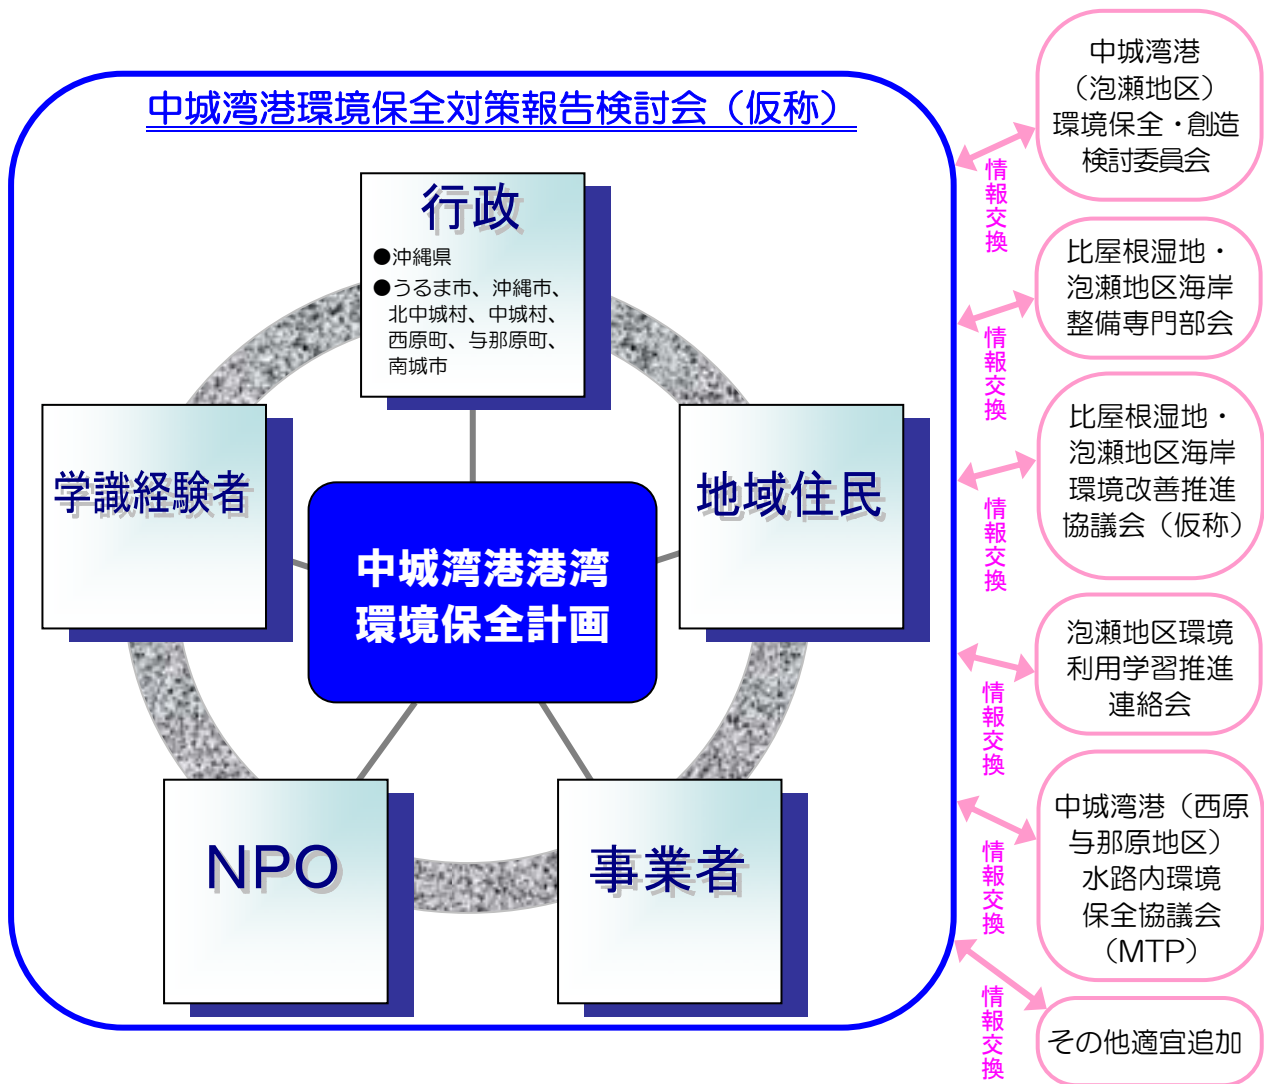 中城湾港環境保全対策報告検討会（仮称）
行政
●沖縄県
●うるま市、沖縄市、
北中城村、中城村、
西原町、与那原町、
南城市
学識経験者
地域住民
中城湾港港湾
環境保全計画
NPO
事業者
中城湾港
（泡瀬地区）
環境保全・創造
検討委員会
情報交換
比屋根湿地・
泡瀬地区海岸
整備専門部会
情報交換
比屋根湿地・
泡瀬地区海岸
環境改善推進
協議会（仮称）
情報交換
泡瀬地区環境
利用学習推進
連絡会
情報交換
中城湾港（西原
与那原地区）
水路内環境
保全協議会
（MTP）
情報交換
その他適宜追加
情報交換